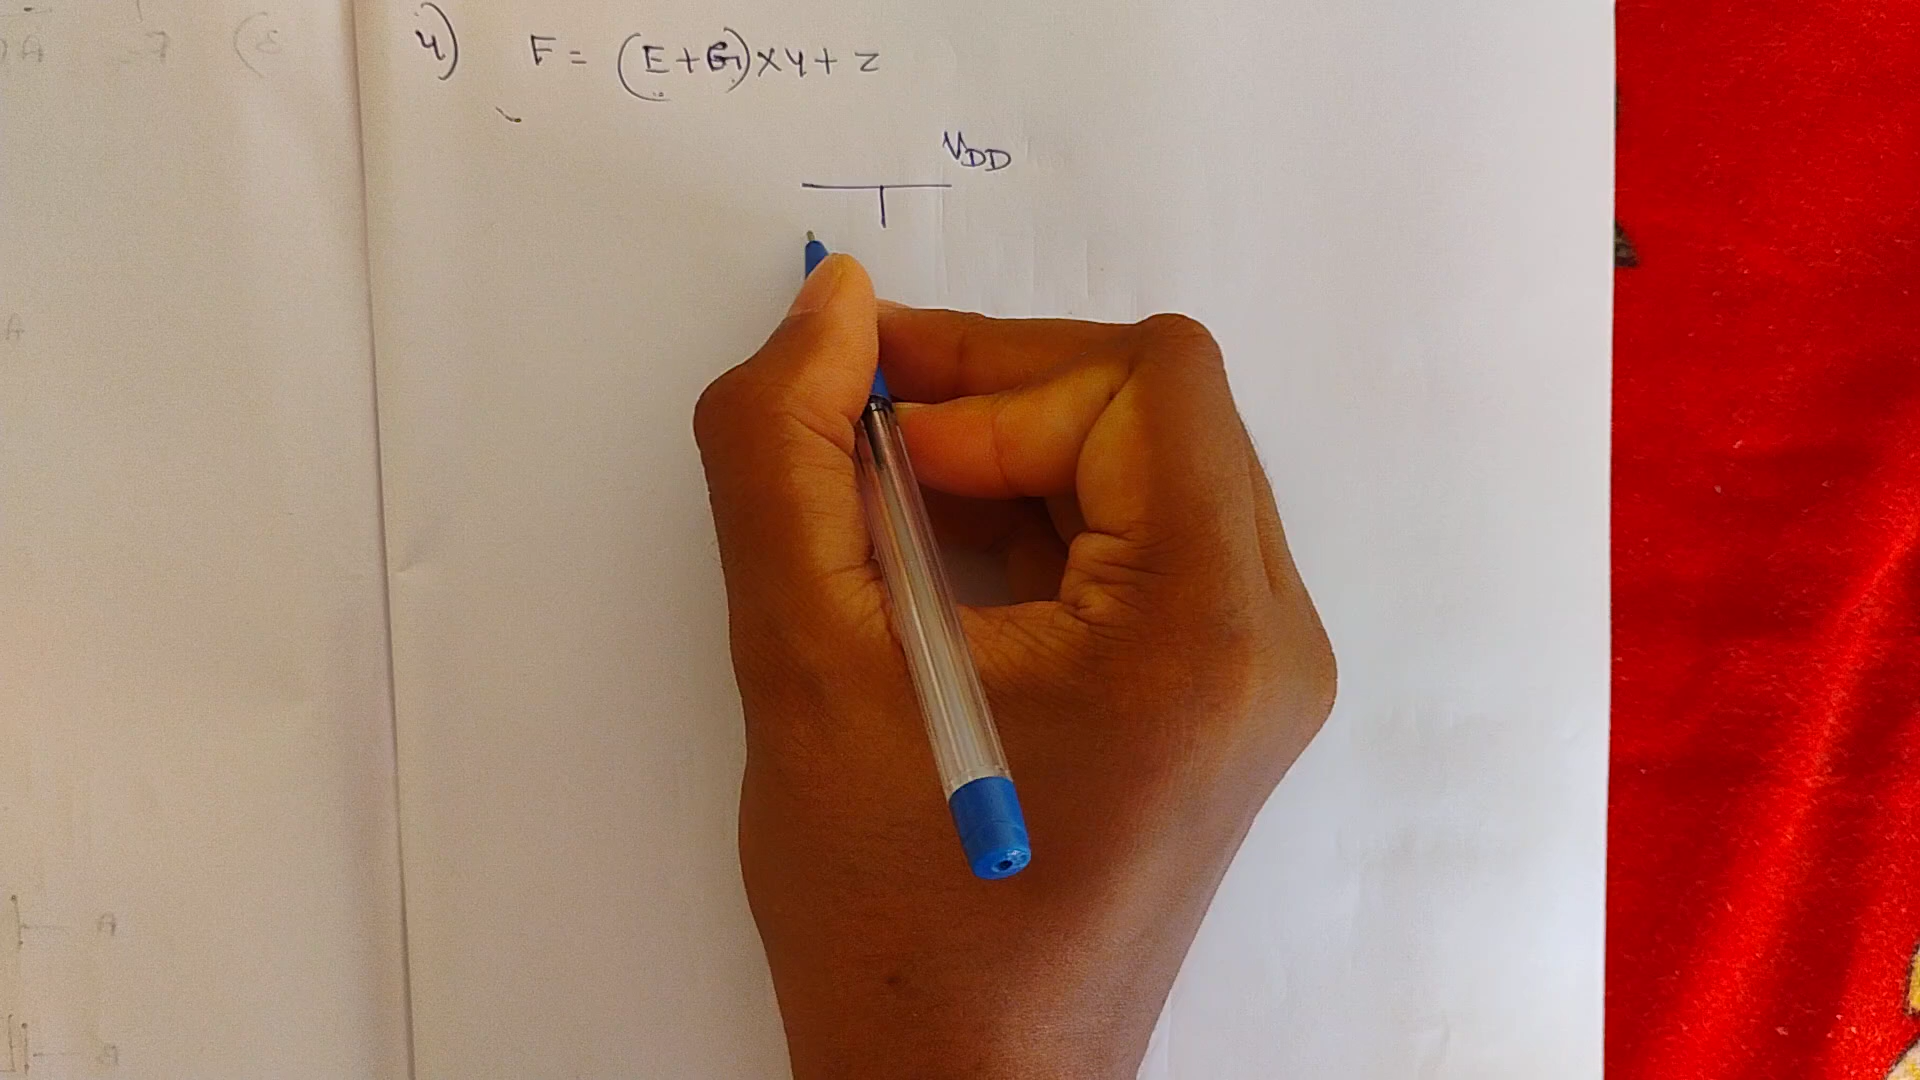 4) F = (E+G)xy+z
VDD